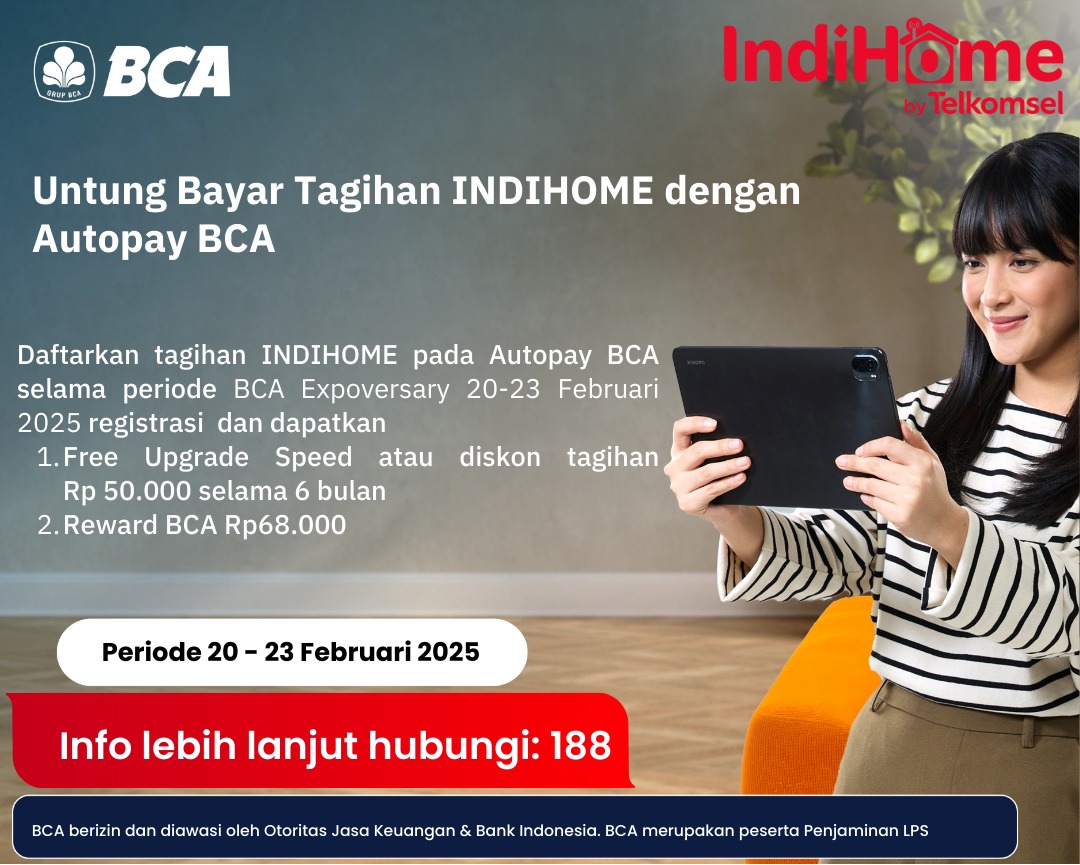 GRUP BCA
BCA
IndiHome
by Telkomsel
Untung Bayar Tagihan INDIHOME dengan
Autopay BCA
Daftarkan tagihan INDIHOME pada Autopay BCA
selama periode BCA Expoversary 20-23 Februari
2025 registrasi dan dapatkan
1. Free Upgrade Speed atau diskon tagihan
Rp 50.000 selama 6 bulan
2. Reward BCA Rp68.000
xiaomi
Periode 20 - 23 Februari 2025
Info lebih lanjut hubungi: 188
BCA berizin dan diawasi oleh Otoritas Jasa Keuangan & Bank Indonesia. BCA merupakan peserta Penjaminan LPS